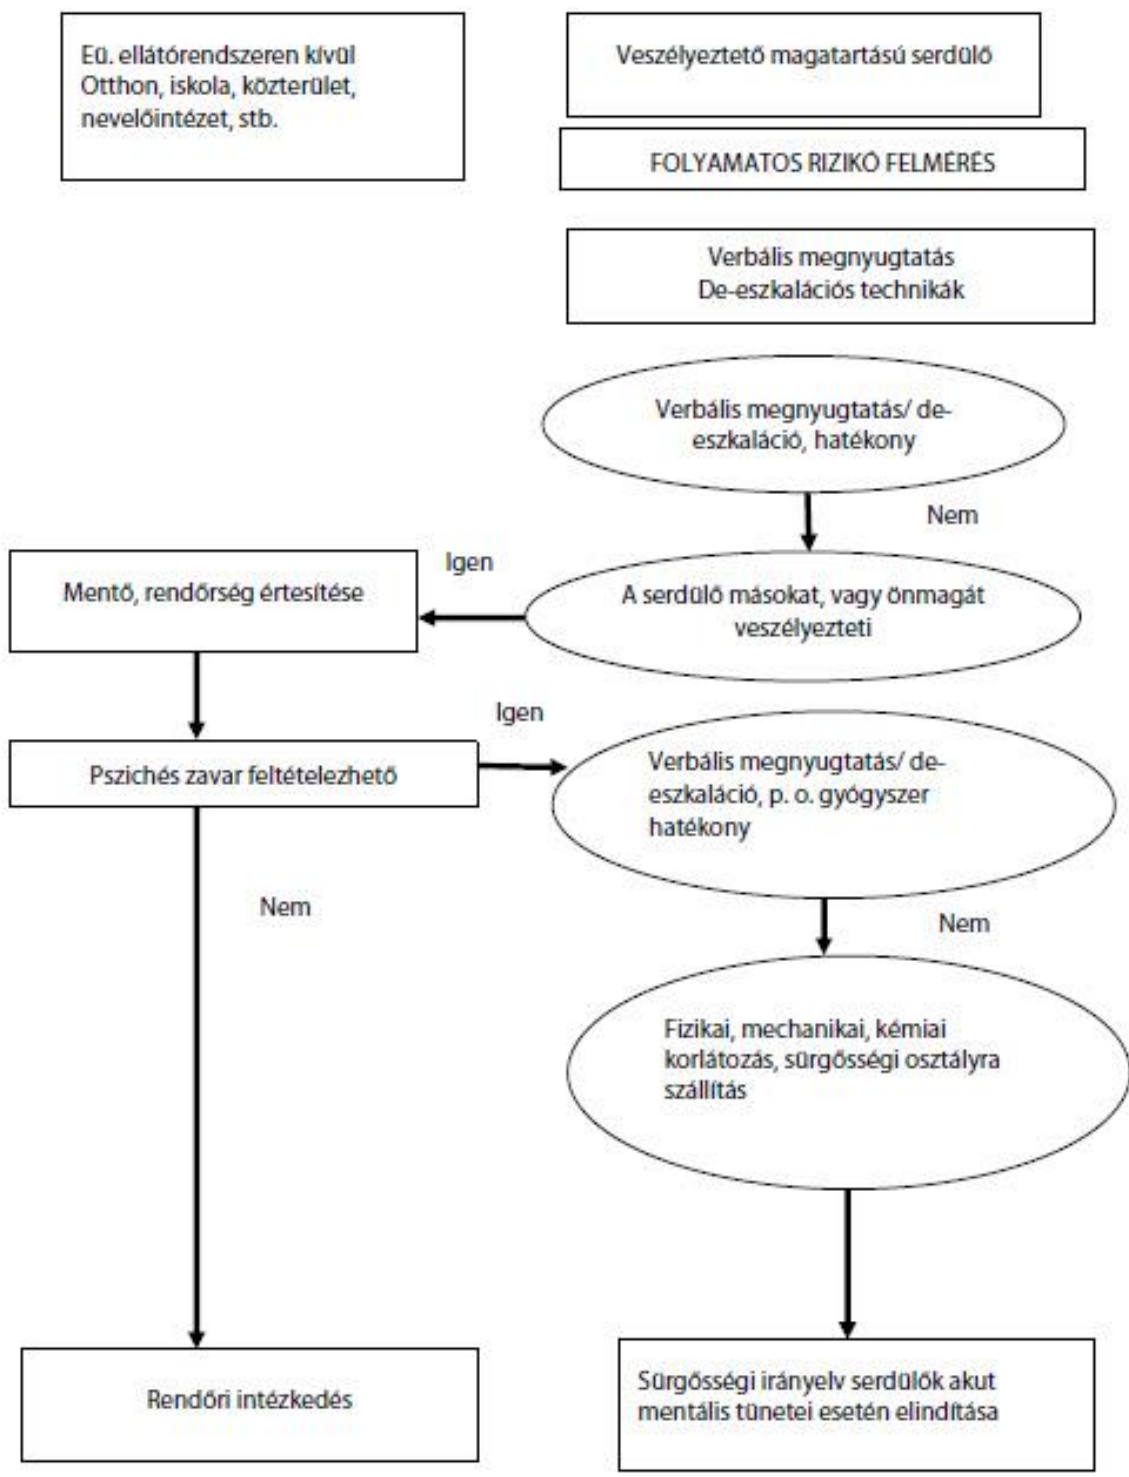 Eü. ellátórendszeren kívül
Otthon, iskola, közterület,
nevelőintézet, stb.
Veszélyeztető magatartású serdülő
FOLYAMATOS RIZIKÓ FELMÉRÉS
Verbális megnyugtatás
De-eszkalációs technikák
Verbális megnyugtatás/ de-
eszkaláció, hatékony
Nem
Igen
Mentő, rendőrség értesítése
A serdülő másokat, vagy önmagát
veszélyezteti
Igen
Pszichés zavar feltételezhető
Verbális megnyugtatás/ de-
eszkaláció, p. o. gyógyszer
hatékony
Nem
Nem
Fizikai, mechanikai, kémiai
korlátozás, sürgősségi osztályra
szállítás
Rendőri intézkedés
Sürgősségi irányelv serdülők akut
mentális tünetei esetén elindítása